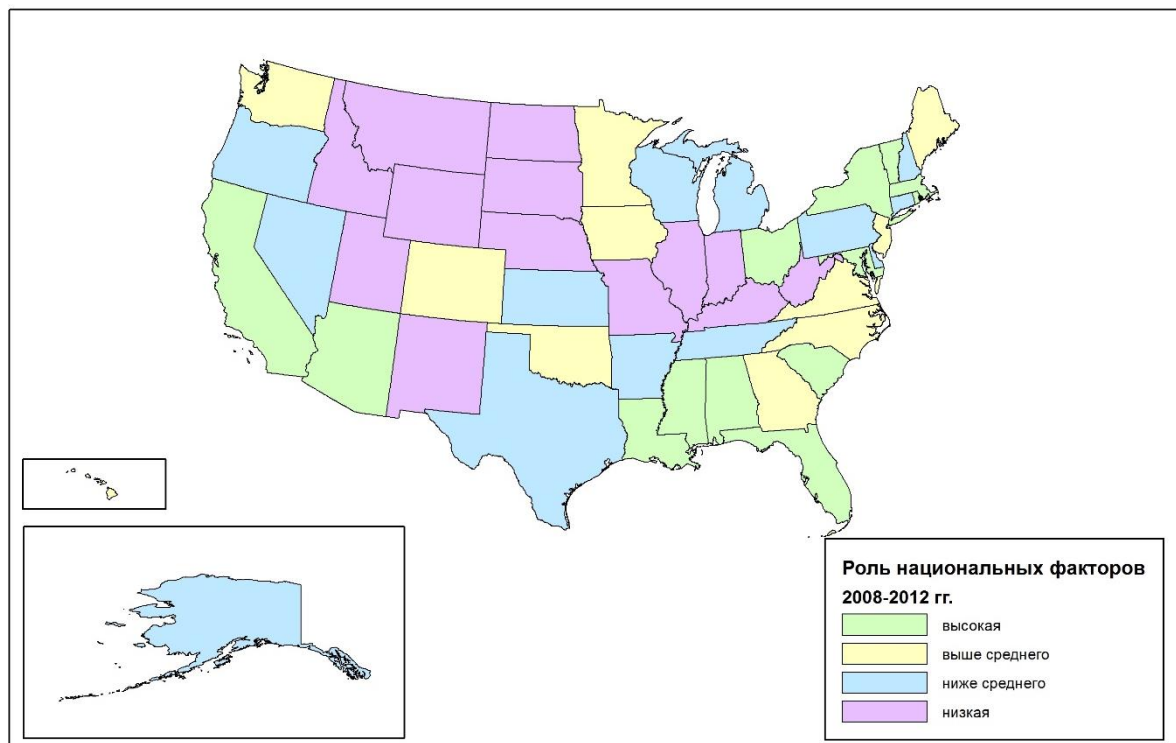 Роль национальных факторов
2008-2012 гг.
высокая
выше среднего
ниже среднего
низкая